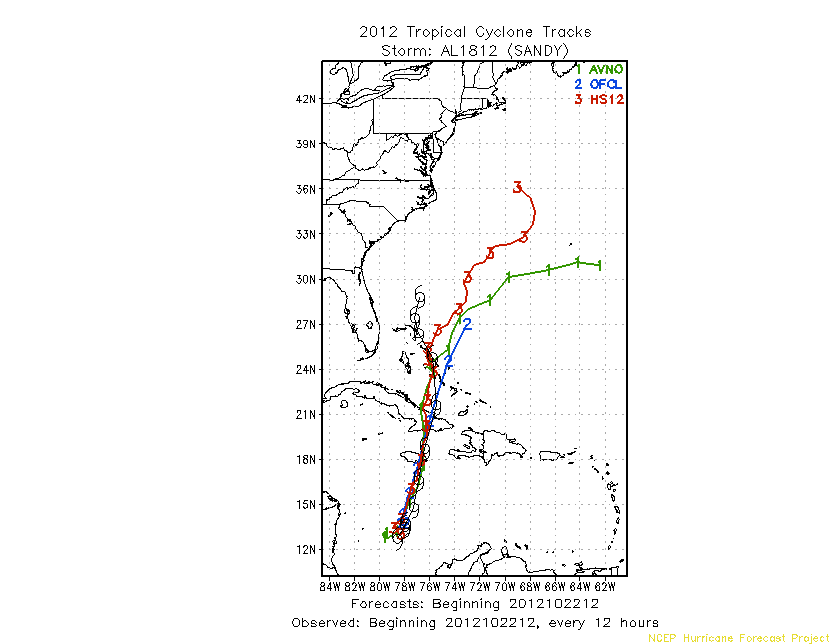 2012 Tropical Cyclone Tracks
Storm: AL1812 (SANDY)
1 AVNO
2 OFCL
3 HS12
42N
39N
36N
33N
30N
27N
24N
21N
18N
15N
12N
84W 82W 80W 78W 76W 74W 72W 70W 68W 66W 64W 62W
Forecasts: Beginning 2012102212
Observed: Beginning 2012102212, every 12 hours
NCEP Hurricane Forecast Project